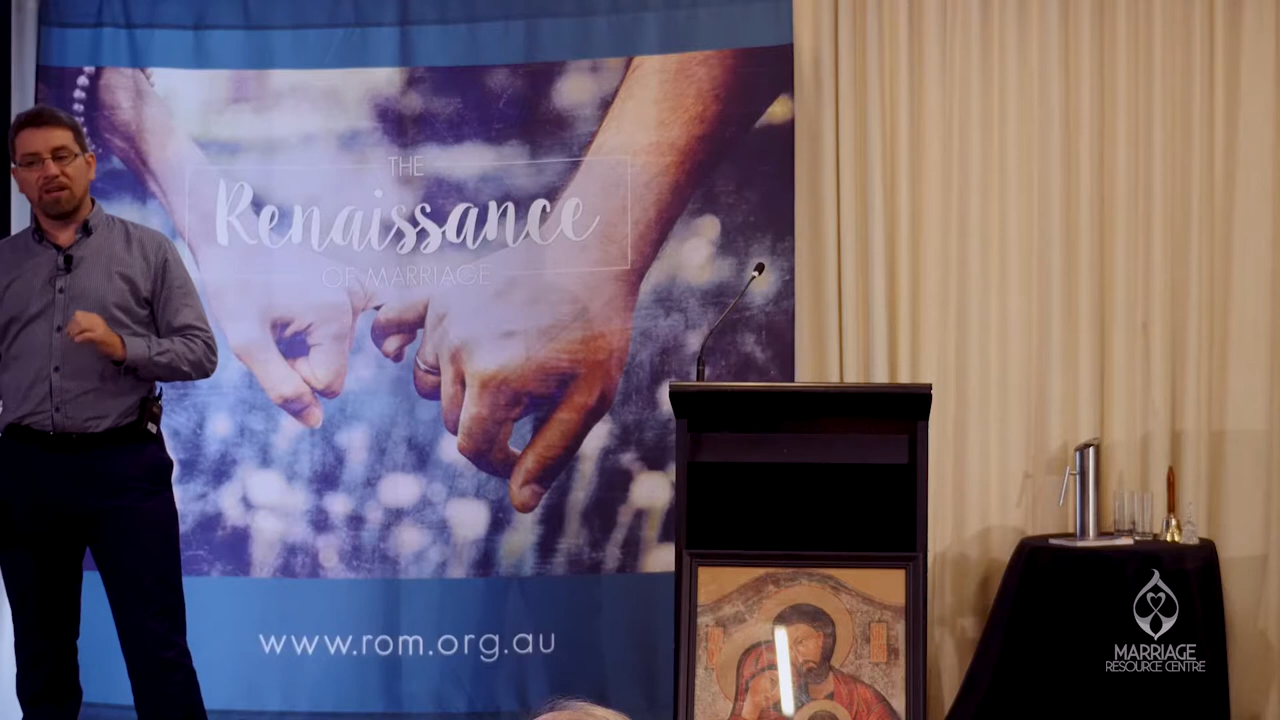 THE
Renaissance
OF MARRIAGE
www.rom.org.au
MARRIAGE
RESOURCE CENTRE